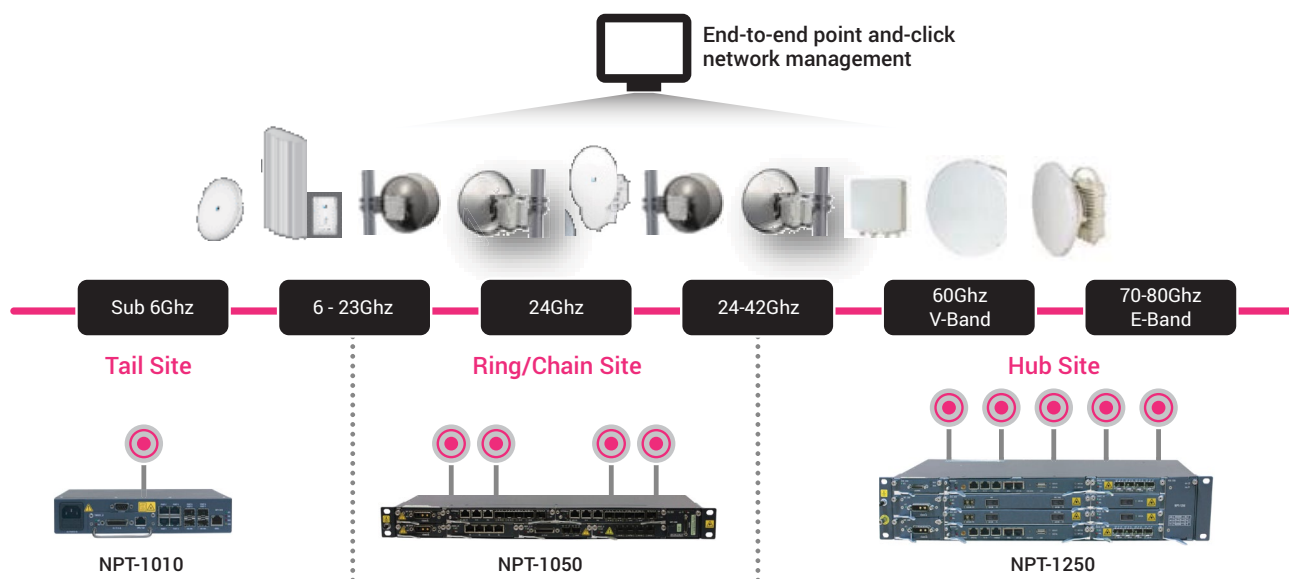 End-to-end point and-click
network management
Sub 6Ghz
6 - 23Ghz
24Ghz
24-42Ghz
60Ghz
V-Band
70-80Ghz
E-Band
Tail Site
Ring/Chain Site
Hub Site
NPT-1010
NPT-1050
NPT-1250